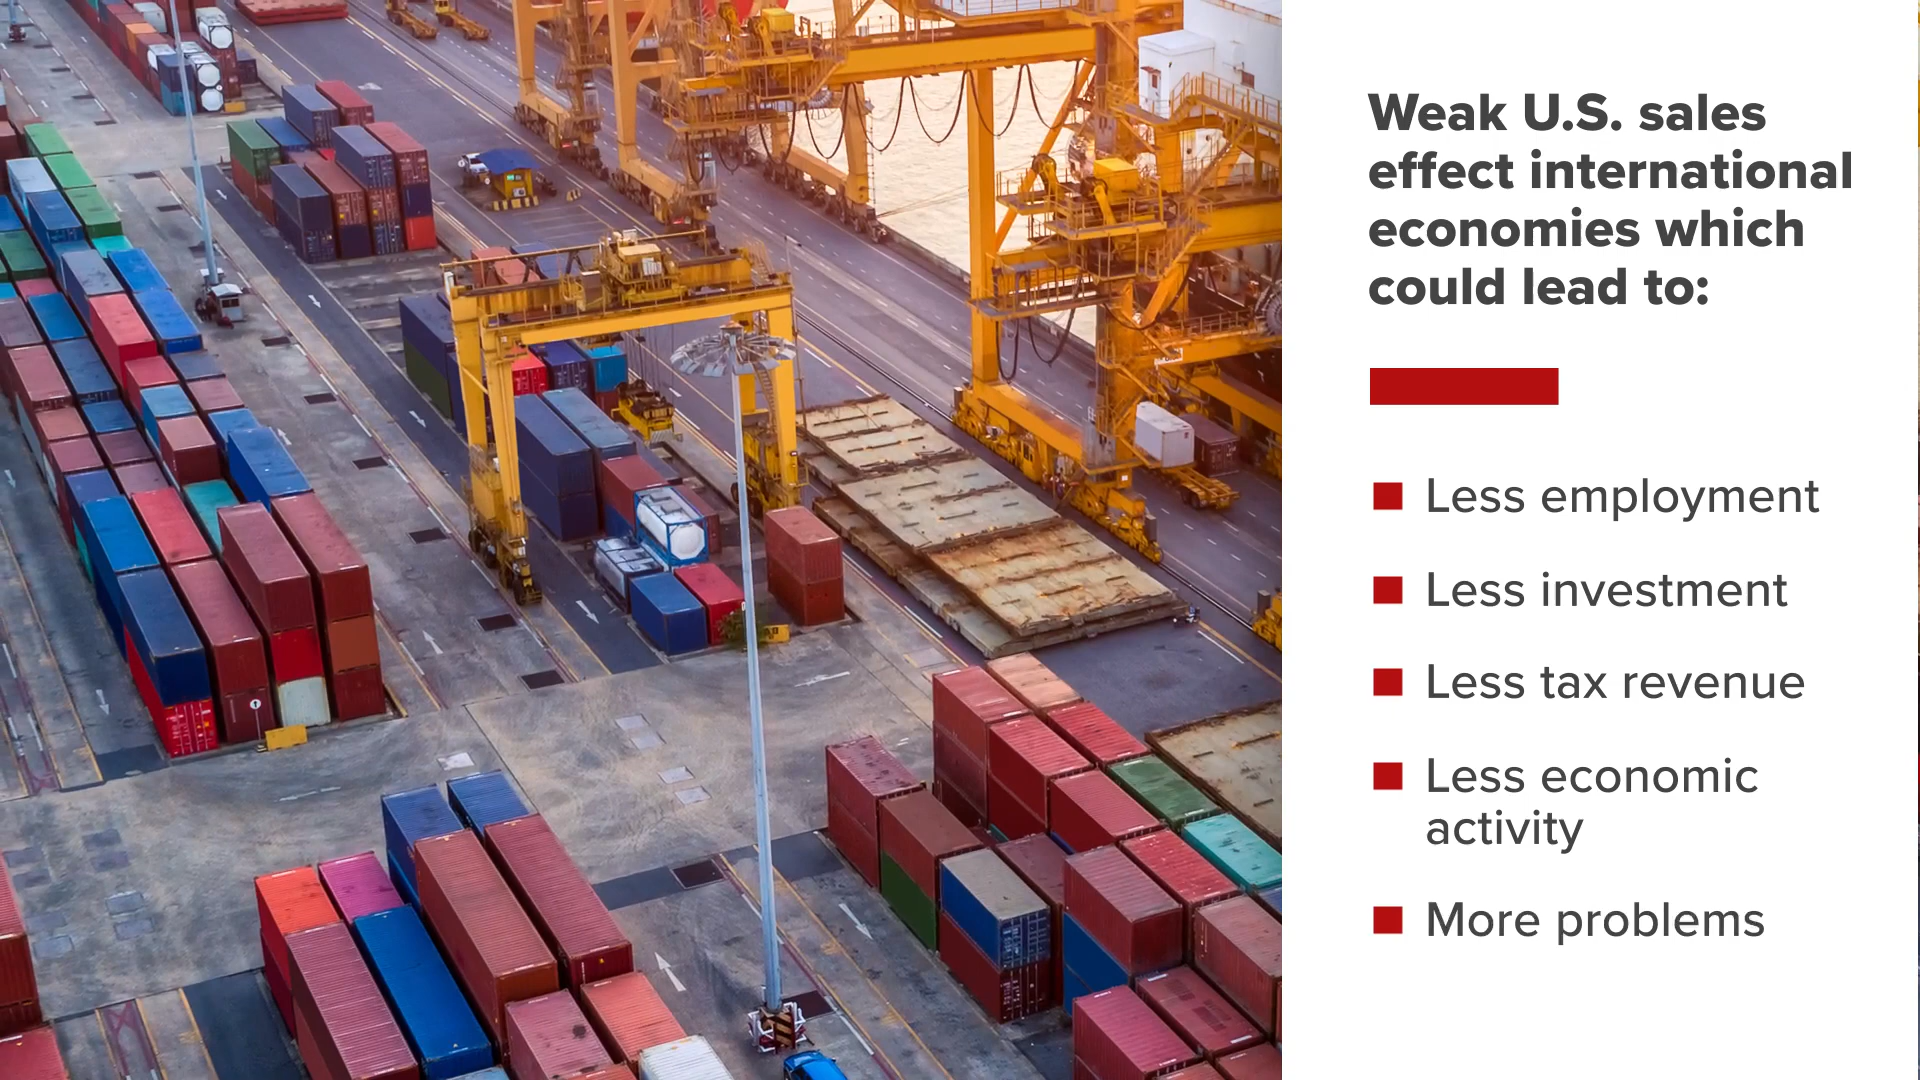 Weak U.S. sales
effect international
economies which
could lead to:
Less employment
Less investment
Less tax revenue
Less economic
activity
More problems